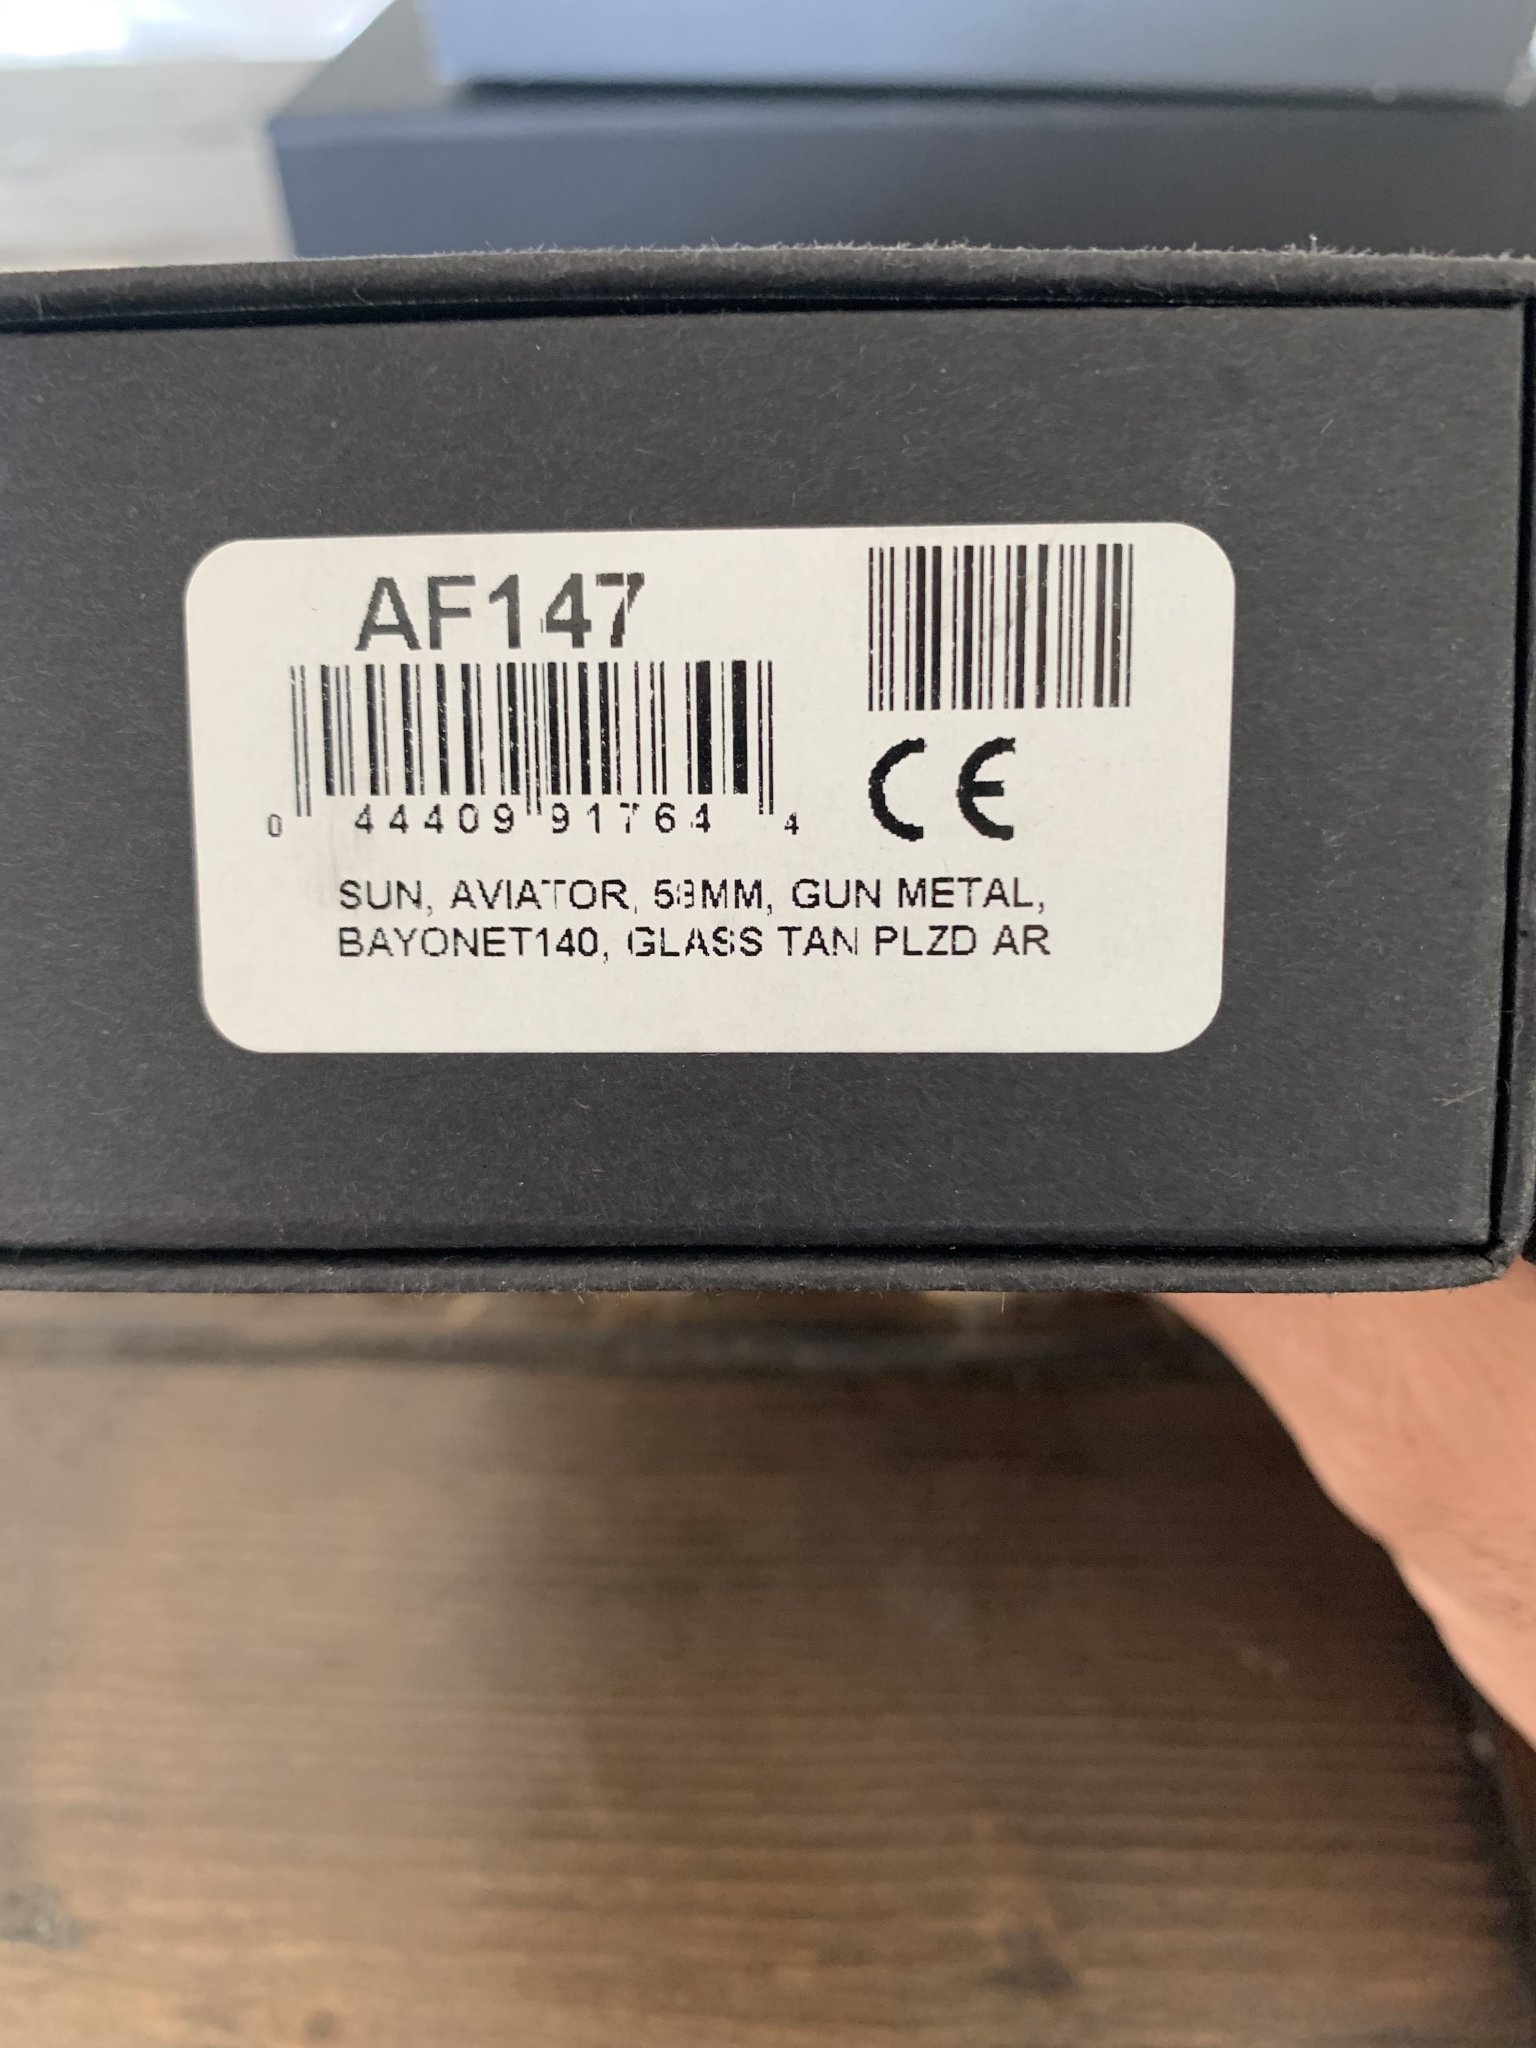 AF147
0 44409 91764 4
CE
SUN, AVIATOR, 58MM, GUN METAL,
BAYONET140, GLASS TAN PLZD AR